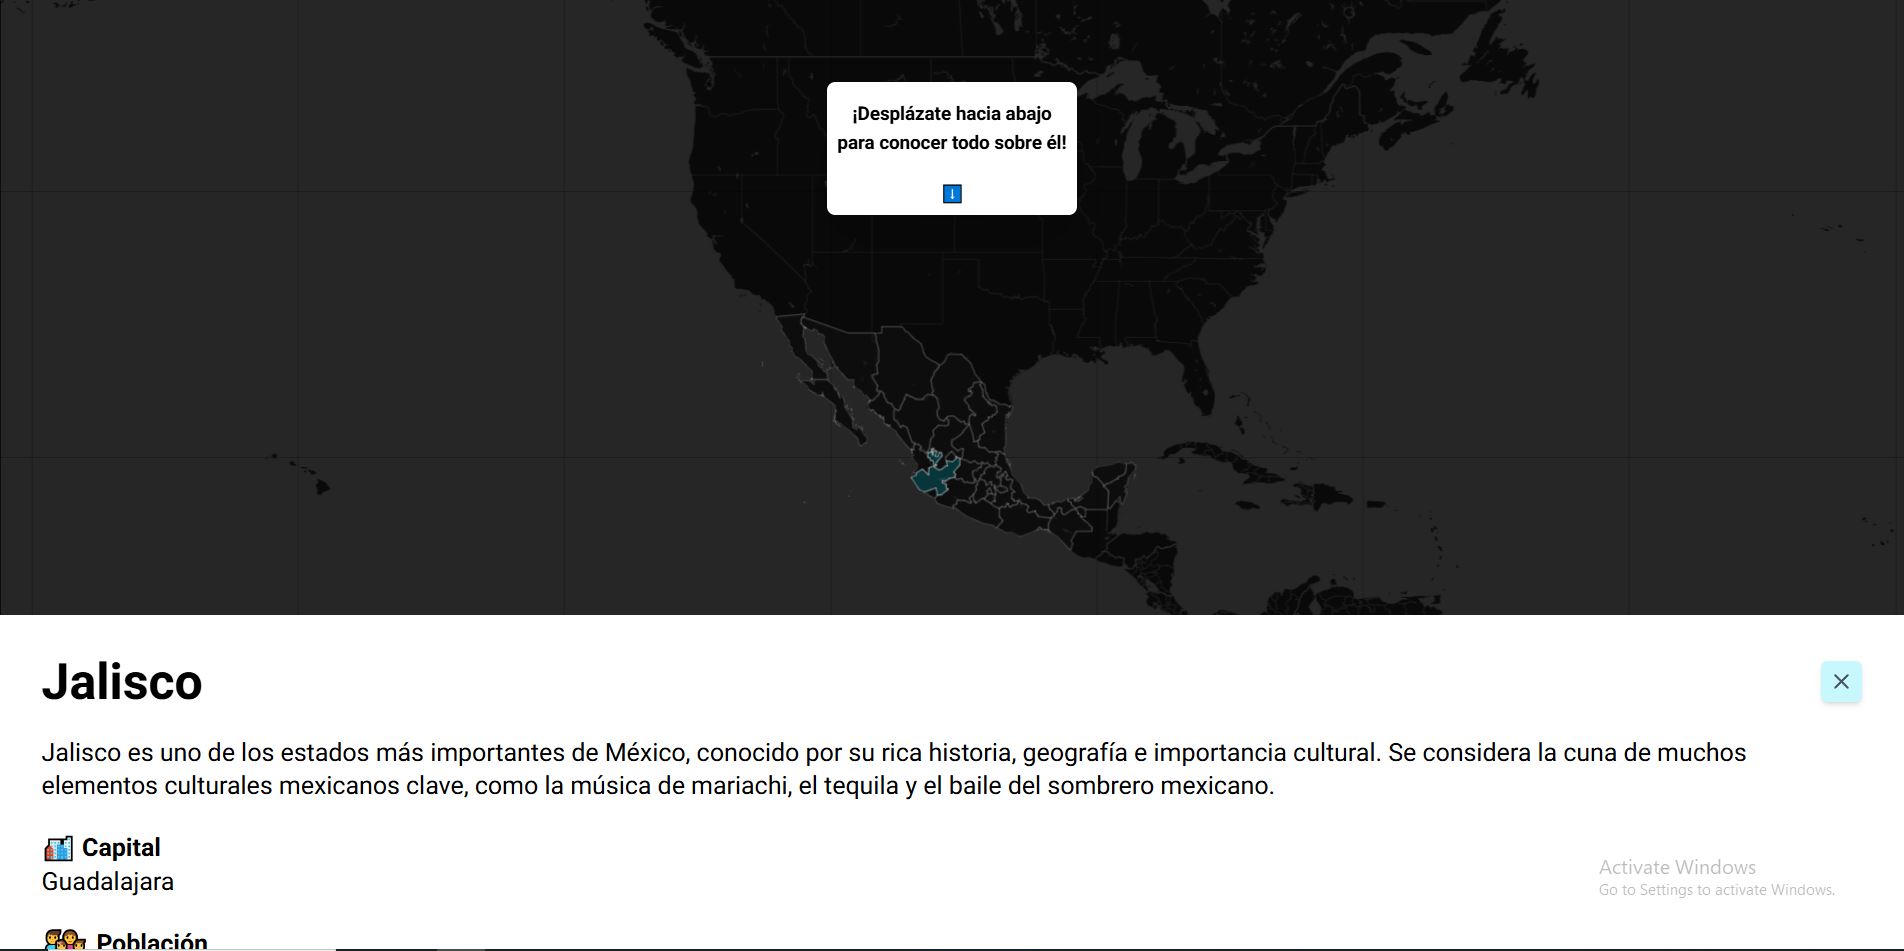 ¡Desplázate hacia abajo
para conocer todo sobre él!
Jalisco
Jalisco es uno de los estados más importantes de México, conocido por su rica historia, geografía e importancia cultural. Se considera la cuna de muchos
elementos culturales mexicanos clave, como la música de mariachi, el tequila y el baile del sombrero mexicano.
Capital
Guadalajara
Activate Windows
Go to Settings to activate Windows.
Población